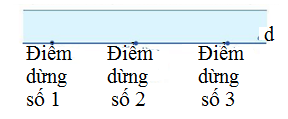 d
Điểm Điểm Điểm
dừng dừng dừng
số 1 số 2 số 3